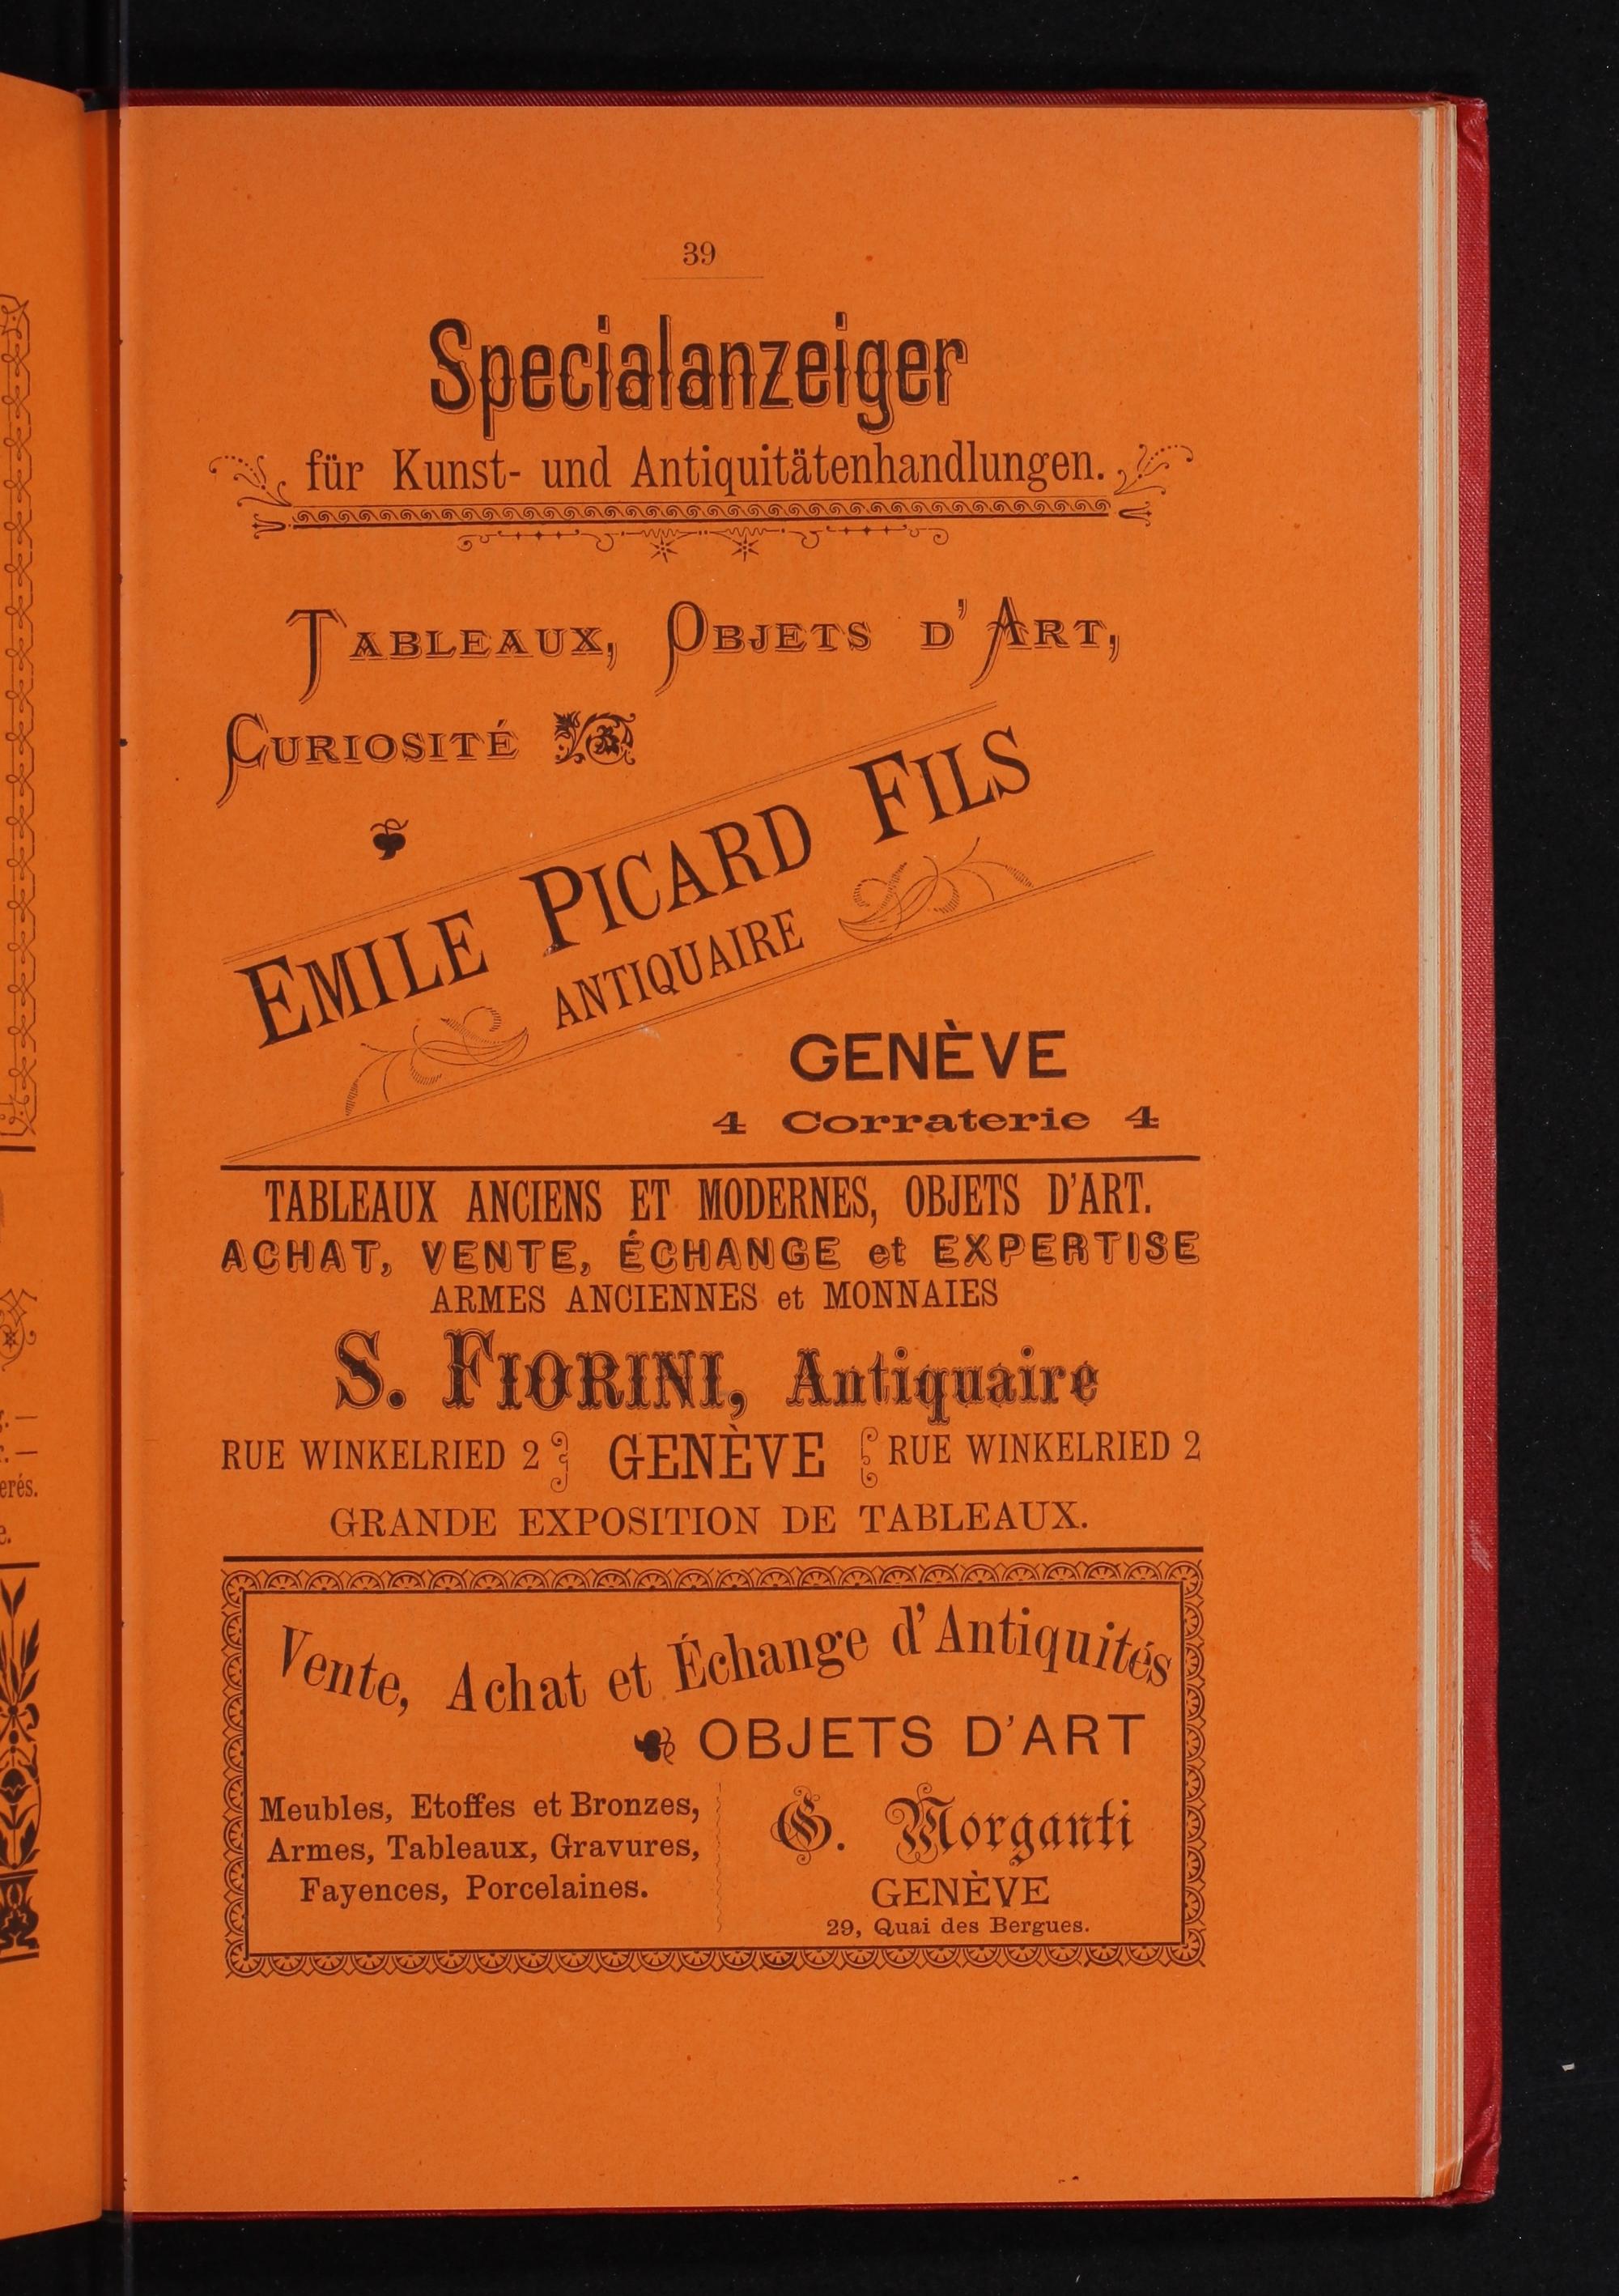 39
Specialanzeiger
für Kunst- und Antiquitätenhandlungen.
TABLEAUX, OBJETS D'ART,
CURIOSITÉ
EMILE PICARD FILS
ANTIQUAIRE
GENÈVE
4 Corraterie 4
TABLEAUX ANCIENS ET MODERNES, OBJETS D'ART.
ACHAT, VENTE, ÉCHANGE et EXPERTISE
ARMES ANCIENNES et MONNAIES
S. FIORINI, Antiquaire
RUE WINKELRIED 2 GENÈVE RUE WINKELRIED 2
GRANDE EXPOSITION DE TABLEAUX.
Vente, Achat et Échange d'Antiquités
OBJETS D'ART
Meubles, Etoffes et Bronzes,
Armes, Tableaux, Gravures,
Fayences, Porcelaines.
G. Morganti
GENÈVE
29, Quai des Bergues.